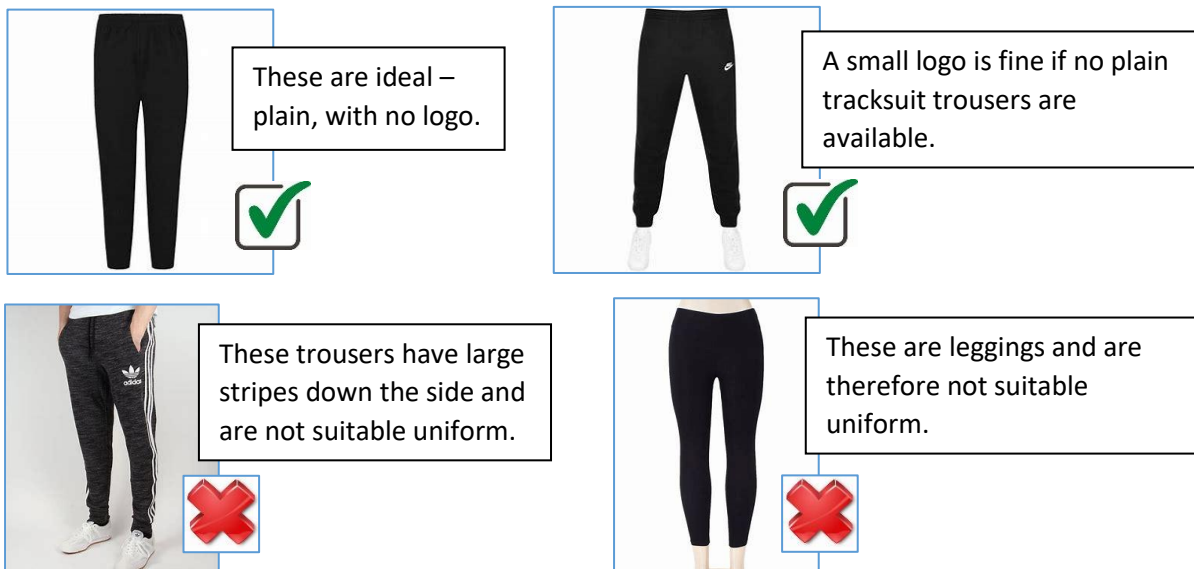 These are ideal –
plain, with no logo.
A small logo is fine if no plain
tracksuit trousers are
available.
adidas
These trousers have large
stripes down the side and
are not suitable uniform.
These are leggings and are
therefore not suitable
uniform.